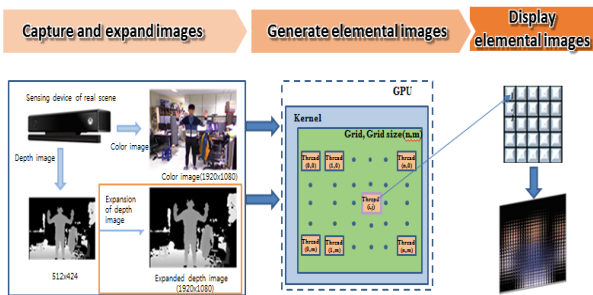 Capture and expand images
Generate elemental images
Display
elemental images
Sensing device of real scene
Depth image
Color image
Color image(1920x1080)
Expansion
of depth
image
512x424
Expanded depth image
(1920x1080)
GPU
Kernel
Grid, Grid size(n,m)
Thread
(0,0)
Thread
(1,0)
Thread
(n,0)
Thread
(i,j)
Thread
(0,m)
Thread
(1,m)
Thread
(n,m)